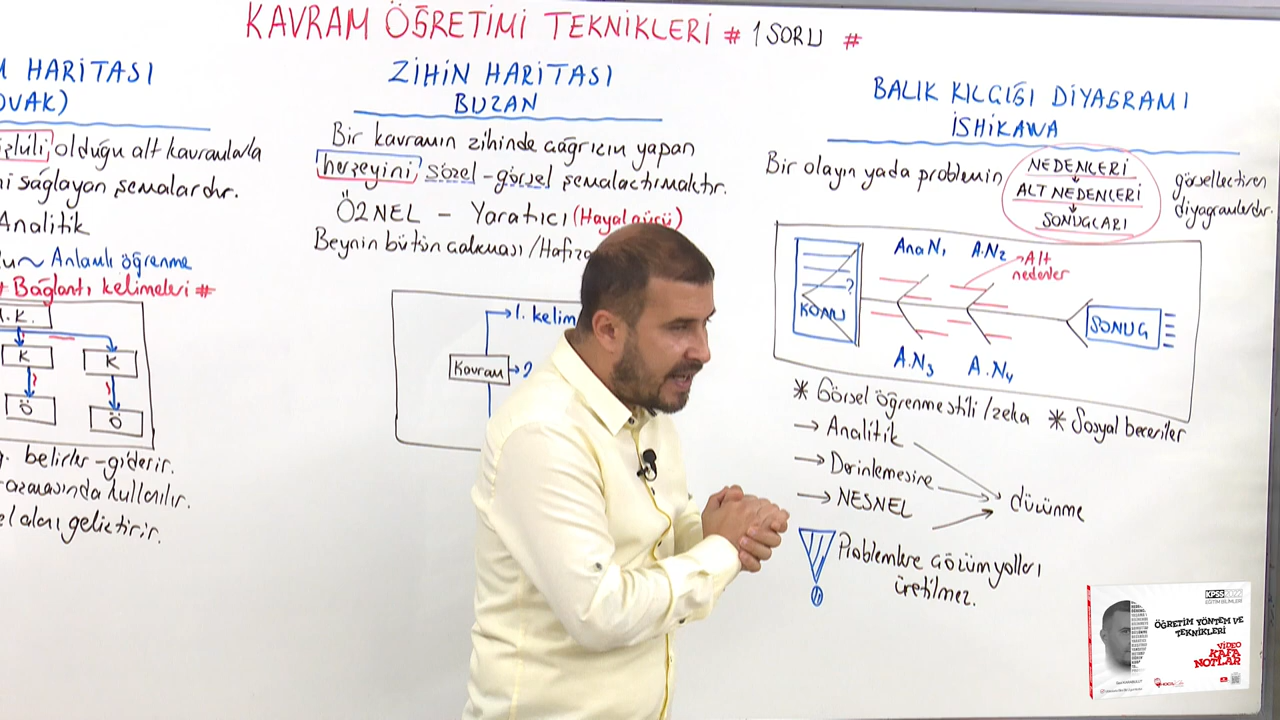 KAVRAM ÖĞRETİMİ TEKNİKLERİ # 1 SORU #
HARİTASI
OVAK)
olduğu alt kavramlarla
sağlayan şemalardır.
Analitik
Anlamlı öğrenme
Bağlantı kelimeleri #
.K.
K K
Ö Ö
belirler - giderir.
kullanılır.
alanı geliştirir.
ZİHİN HARİTASI
BUZAN
Bir kavramın zihinde çağrışım yapan
herşeyini, sözel - görsel şemalaştırmaktır.
ÖZNEL - Yaratıcı (Hayal gücü)
Beynin bütün çalışması / Hafıza
1. kelim
Kavram → 2
BALIK KILÇIĞI DİYAGRAMI
İSHİKAWA
Bir olayın yada problemin
NEDENLERİ
ALT NEDENLERİ
SONUÇLARI
görselleştiren
diyagramlardır.
Ana N1 A.N2 → Alt
nedenler
?
KONU
SONUÇ
A.N3 A.N4
* Görsel öğrenme stili / zeka * Sosyal beceriler
→ Analitik
→ Derinlemesine
→ NESNEL
düşünme
Problemlere çözüm yolları
üretilmez.
KPSS 2022
EĞİTİM BİLİMLERİ
ÖĞRETİM YÖNTEM VE
TEKNİKLERİ
VİDEO
KAFA
NOTLAR